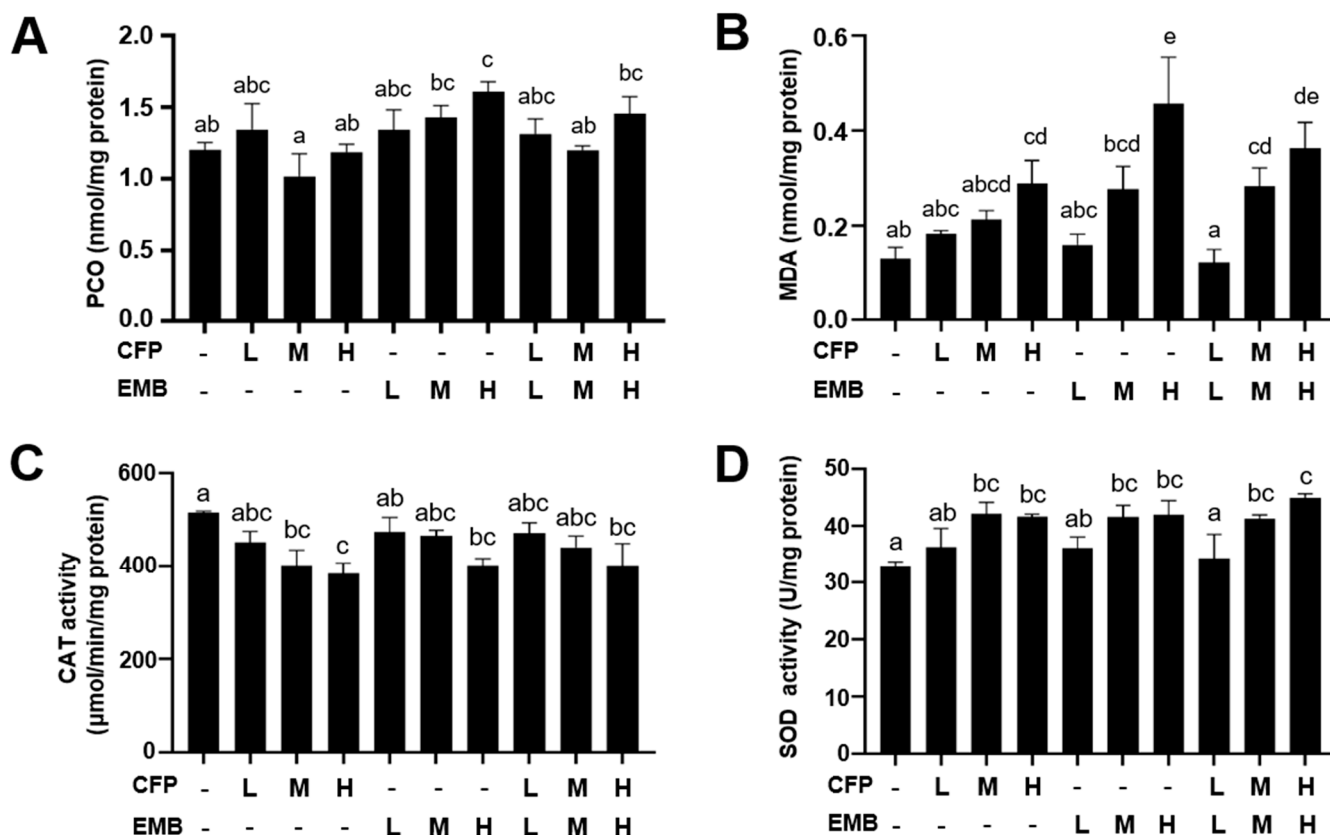 A
PCO (nmol/mg protein)
2.0
1.5
1.0
0.5
0.0
ab abc a ab abc bc c abc ab bc
CFP - L M H - - - L M H
EMB - - - - L M H L M H
B
MDA (nmol/mg protein)
0.6
0.4
0.2
0.0
ab abc abcd cd abc bcd e a cd de
CFP - L M H - - - L M H
EMB - - - - L M H L M H
C
CAT activity
(μmol/min/mg protein)
600
400
200
0
a abc bc c ab abc bc abc abc bc
CFP - L M H - - - L M H
EMB - - - - L M H L M H
D
SOD activity (U/mg protein)
50
40
30
20
10
0
a ab bc bc ab bc bc a bc c
CFP - L M H - - - L M H
EMB - - - - L M H L M H